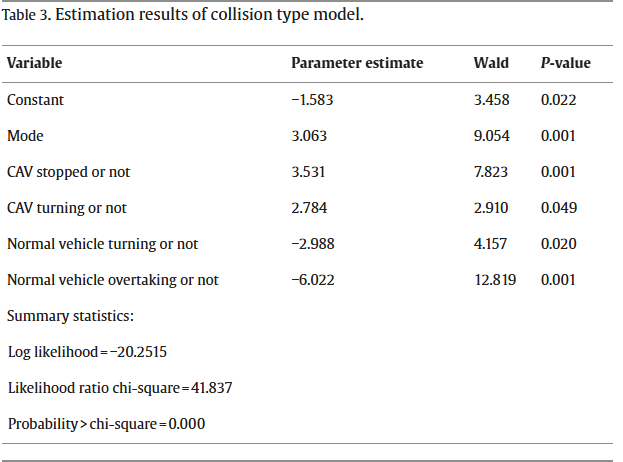 Table 3. Estimation results of collision type model.
Variable Parameter estimate Wald P-value
Constant −1.583 3.458 0.022
Mode 3.063 9.054 0.001
CAV stopped or not 3.531 7.823 0.001
CAV turning or not 2.784 2.910 0.049
Normal vehicle turning or not −2.988 4.157 0.020
Normal vehicle overtaking or not −6.022 12.819 0.001
Summary statistics:
Log likelihood=−20.2515
Likelihood ratio chi-square=41.837
Probability>chi-square=0.000